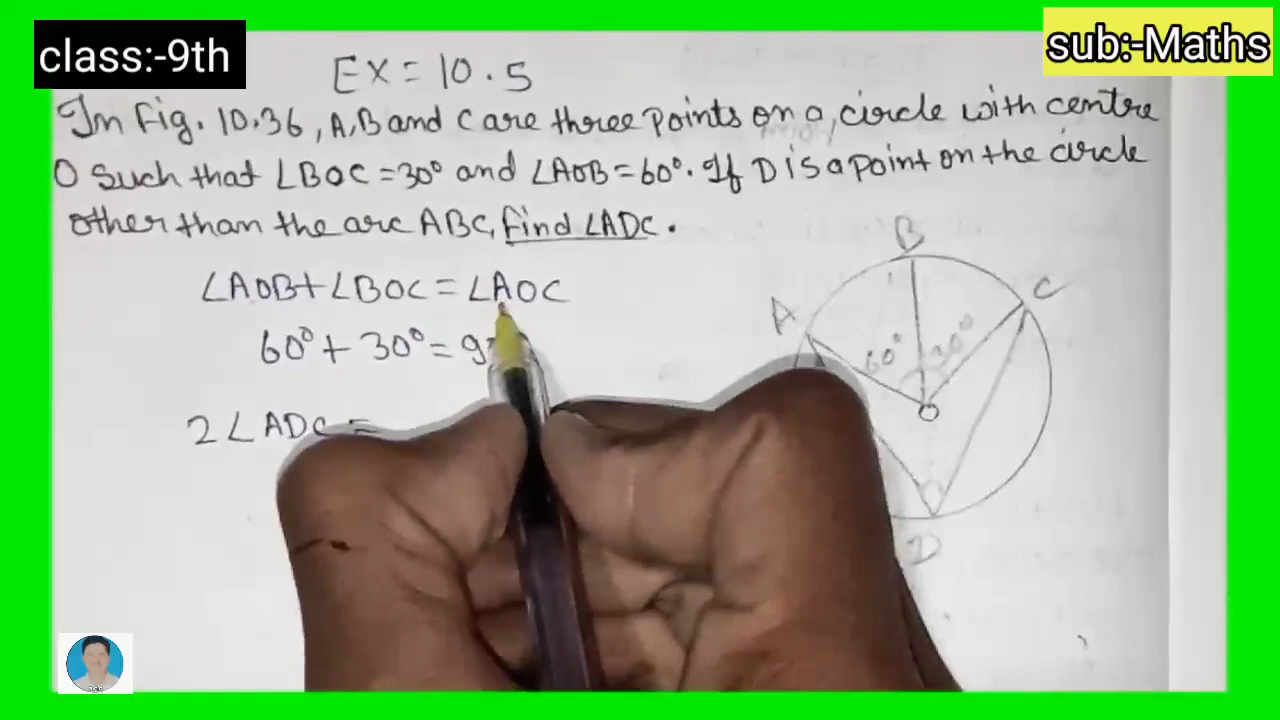 class:-9th
sub:-Maths
EX = 10.5
In Fig. 10.36, A, B and C are three points on a circle with centre
O such that ∠BOC = 30° and ∠AOB = 60°. If D is a point on the circle
other than the arc ABC, find ∠ADC.
∠AOB + ∠BOC = ∠AOC
60° + 30° = 9
2∠ADC =
B
C
A
60°
30°
O
D